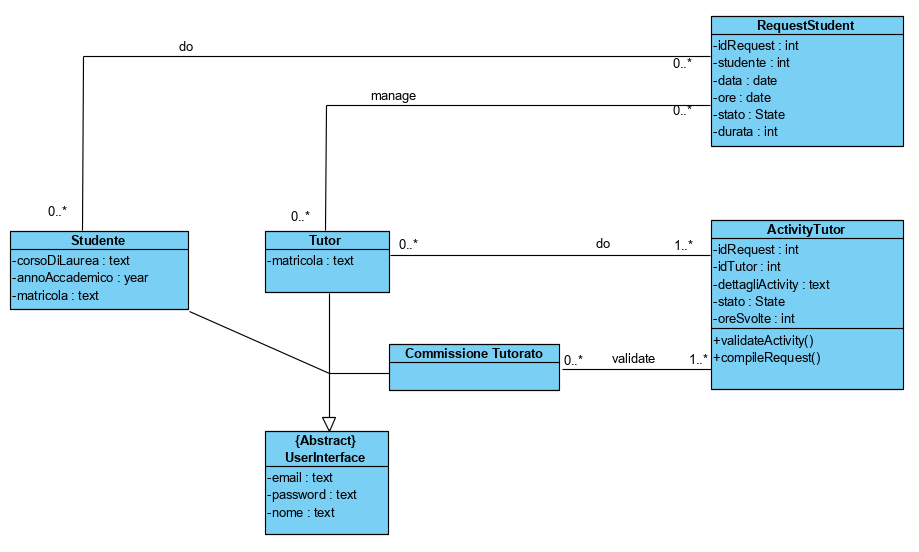 do
RequestStudent
-idRequest : int
-studente : int
-data : date
-ore : date
-stato : State
-durata : int
0..*
manage
0..*
0..*
0..*
Studente
-corsoDiLaurea : text
-annoAccademico : year
-matricola : text
Tutor
-matricola : text
0..*
do
1..*
ActivityTutor
-idRequest : int
-idTutor : int
-dettagliActivity : text
-stato : State
-oreSvolte : int
+validateActivity()
+compileRequest()
Commissione Tutorato
0..*
validate
1..*
{Abstract}
UserInterface
-email : text
-password : text
-nome : text